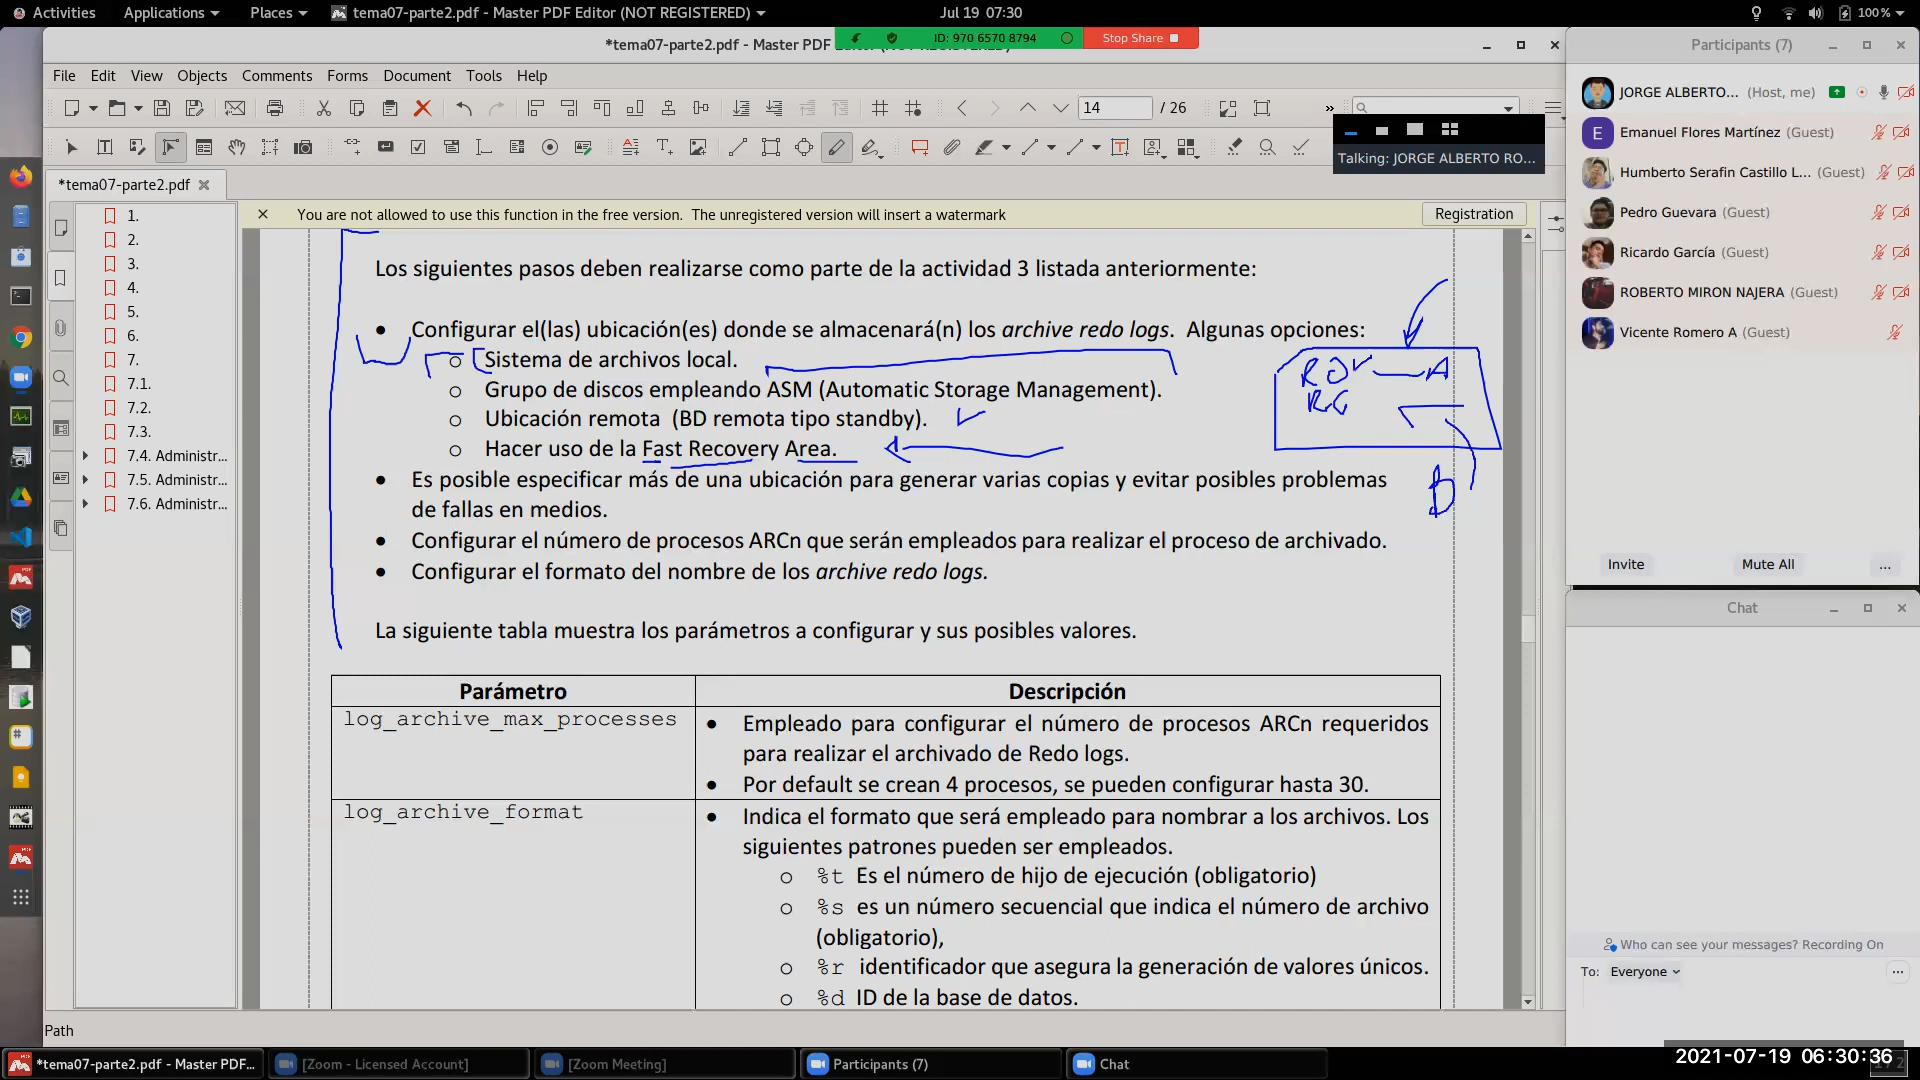 Activities Applications Places tema07-parte2.pdf - Master PDF Editor (NOT REGISTERED) Jul 19 07:30 100%
*tema07-parte2.pdf - Master PDF
ID: 970 6570 8794 Stop Share
File Edit View Objects Comments Forms Document Tools Help
14 / 26
Talking: JORGE ALBERTO RO...
*tema07-parte2.pdf
You are not allowed to use this function in the free version. The unregistered version will insert a watermark Registration
1.
2.
3.
4.
5.
6.
7.
7.1.
7.2.
7.3.
7.4. Administr...
7.5. Administr...
7.6. Administr...
Los siguientes pasos deben realizarse como parte de la actividad 3 listada anteriormente:
• Configurar el(las) ubicación(es) donde se almacenará(n) los archive redo logs. Algunas opciones:
o Sistema de archivos local.
o Grupo de discos empleando ASM (Automatic Storage Management).
o Ubicación remota (BD remota tipo standby).
o Hacer uso de la Fast Recovery Area.
• Es posible especificar más de una ubicación para generar varias copias y evitar posibles problemas
de fallas en medios.
• Configurar el número de procesos ARCn que serán empleados para realizar el proceso de archivado.
• Configurar el formato del nombre de los archive redo logs.
La siguiente tabla muestra los parámetros a configurar y sus posibles valores.
Parámetro Descripción
log_archive_max_processes
• Empleado para configurar el número de procesos ARCn requeridos
para realizar el archivado de Redo logs.
• Por default se crean 4 procesos, se pueden configurar hasta 30.
log_archive_format
• Indica el formato que será empleado para nombrar a los archivos. Los
siguientes patrones pueden ser empleados.
o %t Es el número de hijo de ejecución (obligatorio)
o %s es un número secuencial que indica el número de archivo
(obligatorio),
o %r identificador que asegura la generación de valores únicos.
o %d ID de la base de datos.
Path
Participants (7)
JORGE ALBERTO... (Host, me)
E Emanuel Flores Martínez (Guest)
Humberto Serafin Castillo L... (Guest)
Pedro Guevara (Guest)
Ricardo García (Guest)
ROBERTO MIRON NAJERA (Guest)
Vicente Romero A (Guest)
Invite Mute All ...
Chat
Who can see your messages? Recording On
To: Everyone
*tema07-parte2.pdf - Master PDF... [Zoom - Licensed Account] [Zoom Meeting] Participants (7) Chat
2021-07-19 06:30:36